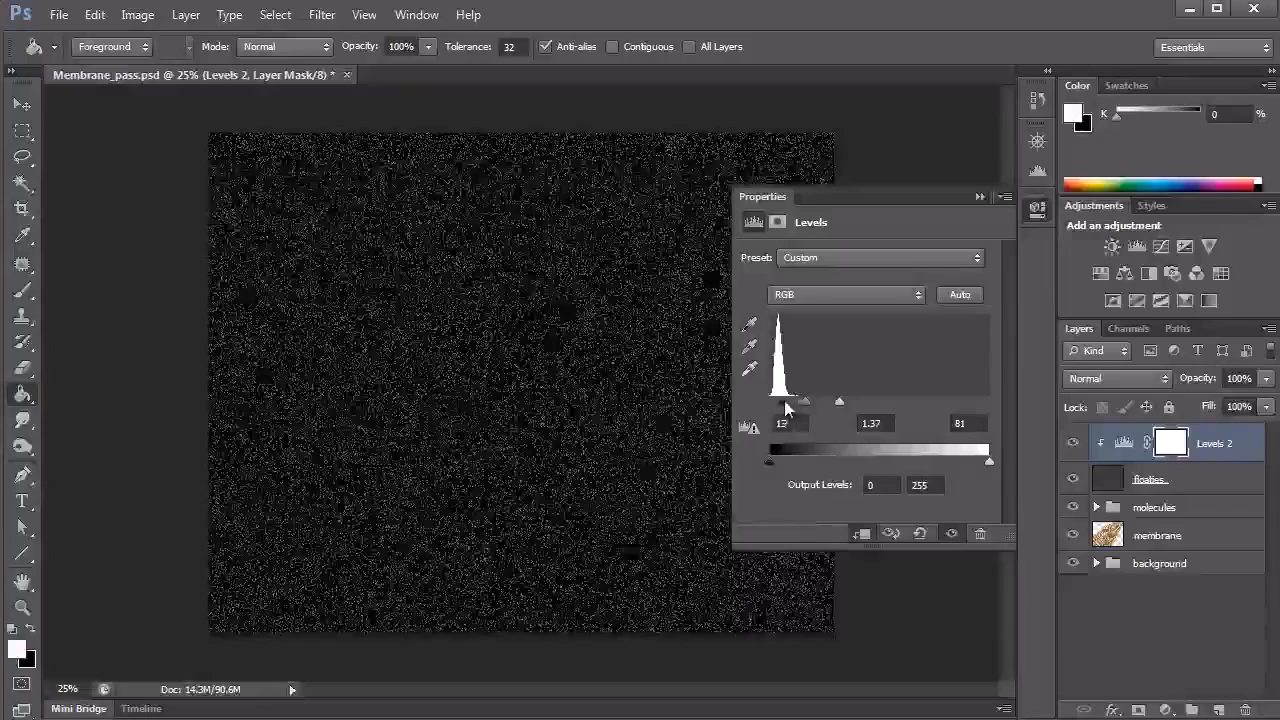 Ps File Edit Image Layer Type Select Filter View Window Help
Foreground Mode: Normal Opacity: 100% Tolerance: 32 Anti-alias Contiguous All Layers Essentials
Membrane_pass.psd @ 25% (Levels 2, Layer Mask/8) * ×
Color Swatches
K 0 %
Properties
Levels
Preset: Custom
RGB Auto
1.37 81
Output Levels: 0 255
Adjustments Styles
Add an adjustment
Layers Channels Paths
Kind
Normal Opacity: 100%
Lock: Fill: 100%
Levels 2
floabes
molecules
membrane
background
25% Doc: 14.3M/90.6M
Mini Bridge Timeline